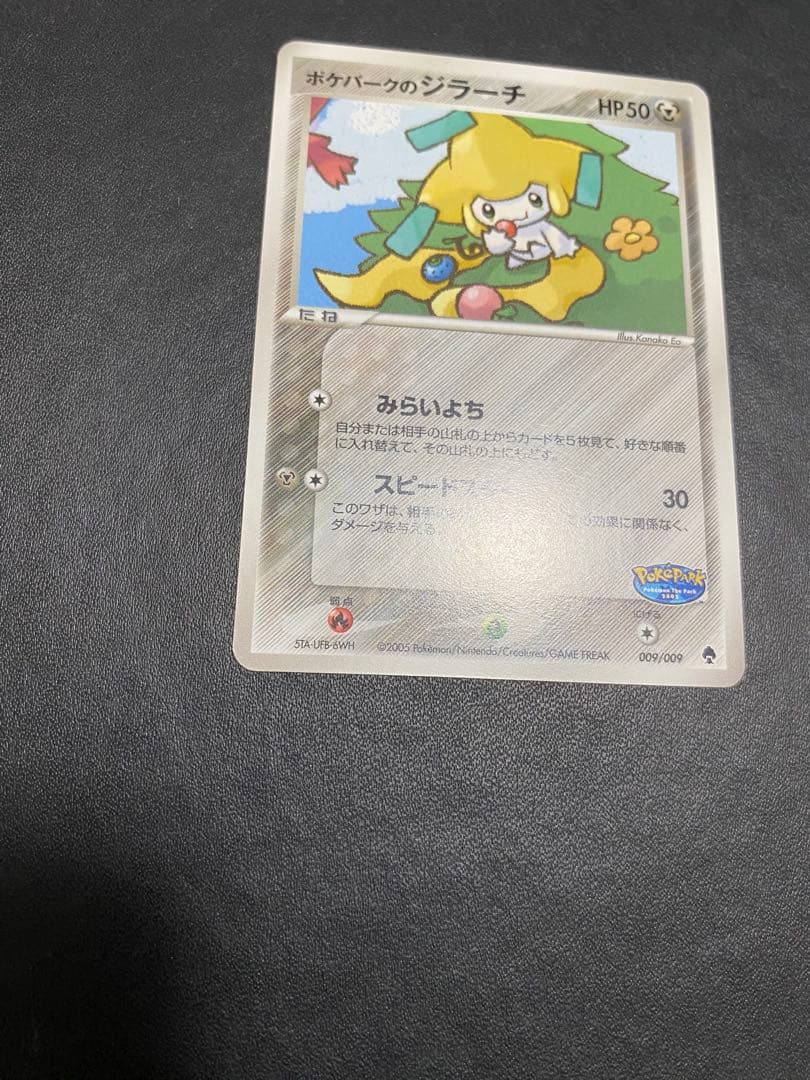 ポケパークのジラーチ HP50
たね
illus.Kanako Eo
みらいよち
自分または相手の山札の上からカードを5枚見て、好きな順番
に入れ替えて、その山札の上にもどす。
スピード 30
このワザは、相手の 効果に関係なく、
ダメージを与える。
POKéPARK
Pokémon The Park
2005
弱点
にげる
5TA-UFB-6WH ©2005 Pokémon/Nintendo/Creatures/GAME FREAK 009/009